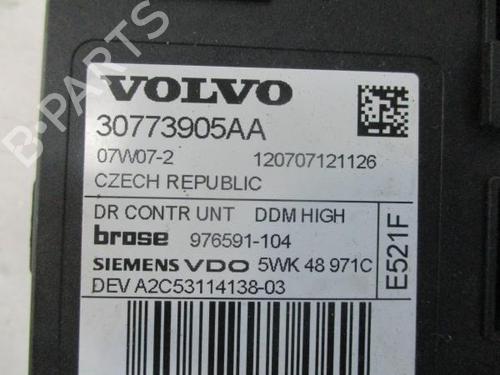 VOLVO
30773905AA
07W07-2 120707121126
CZECH REPUBLIC
DR CONTR UNT DDM HIGH
brose 976591-104
SIEMENS VDO 5WK 48 971C
DEV A2C53114138-03
E521F
B-PARTS